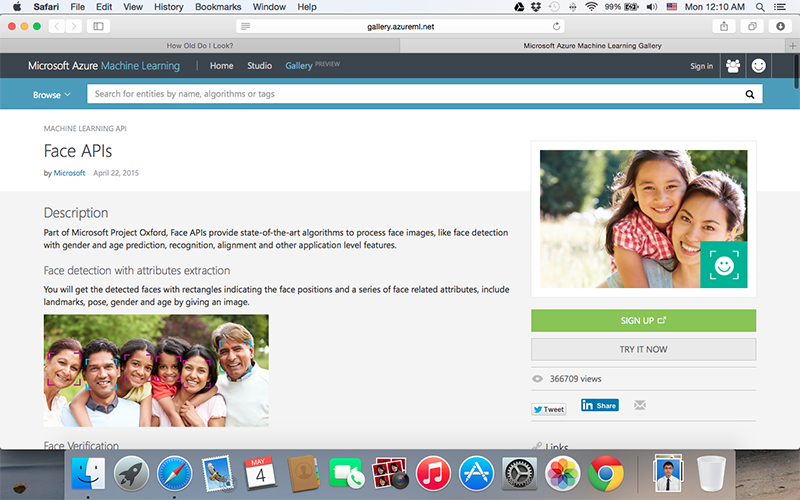 Safari File Edit View History Bookmarks Window Help 99% Mon 12:10 AM
gallery.azureml.net
How Old Do I Look? Microsoft Azure Machine Learning Gallery
Microsoft Azure Machine Learning Home Studio Gallery PREVIEW Sign in
Browse Search for entities by name, algorithms or tags
MACHINE LEARNING API
Face APIs
by Microsoft April 22, 2015
Description
Part of Microsoft Project Oxford, Face APIs provide state-of-the-art algorithms to process face images, like face detection
with gender and age prediction, recognition, alignment and other application level features.
Face detection with attributes extraction
You will get the detected faces with rectangles indicating the face positions and a series of face related attributes, include
landmarks, pose, gender and age by giving an image.
SIGN UP
TRY IT NOW
366709 views
Tweet in Share
Links
Face Verification
MAY
4